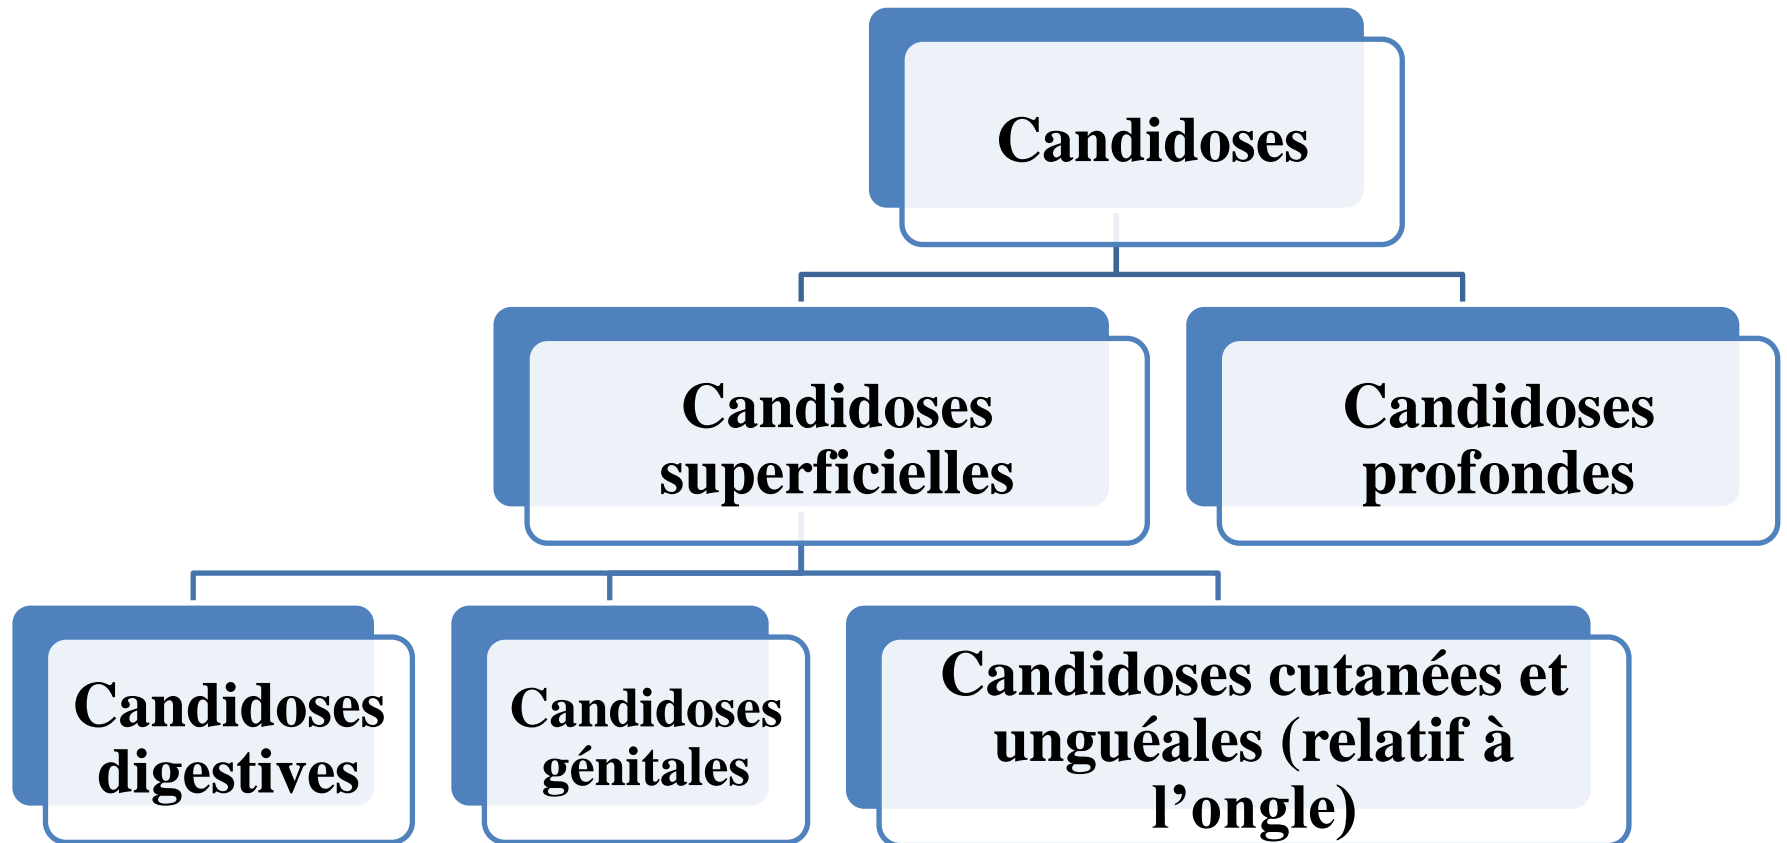 Candidoses
Candidoses
superficielles
Candidoses
profondes
Candidoses
digestives
Candidoses
génitales
Candidoses cutanées et
unguéales (relatif à
l’ongle)